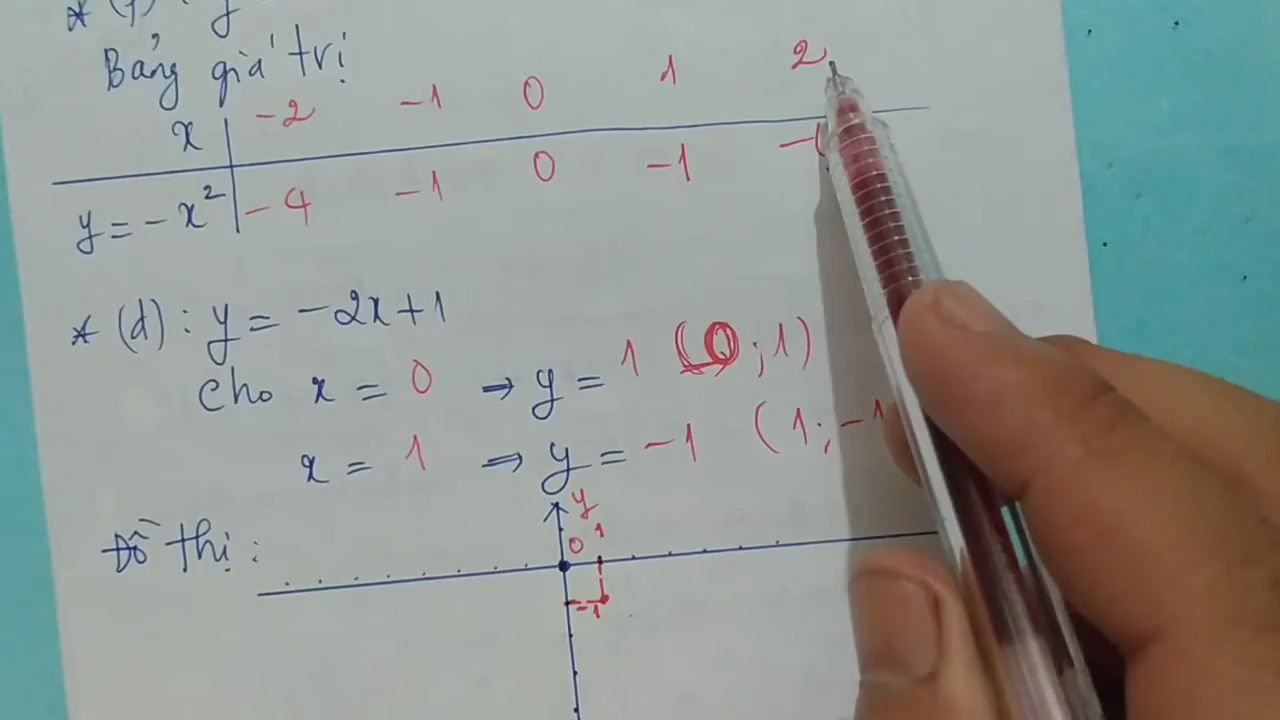 * (P) : y
Bảng giá trị
x -2 -1 0 1 2
y = -x² -4 -1 0 -1
* (d) : y = -2x+1
Cho x = 0 ⇒ y = 1 (0;1)
x = 1 ⇒ y = -1 (1;-1
Đồ thị :
y
0 1
-1